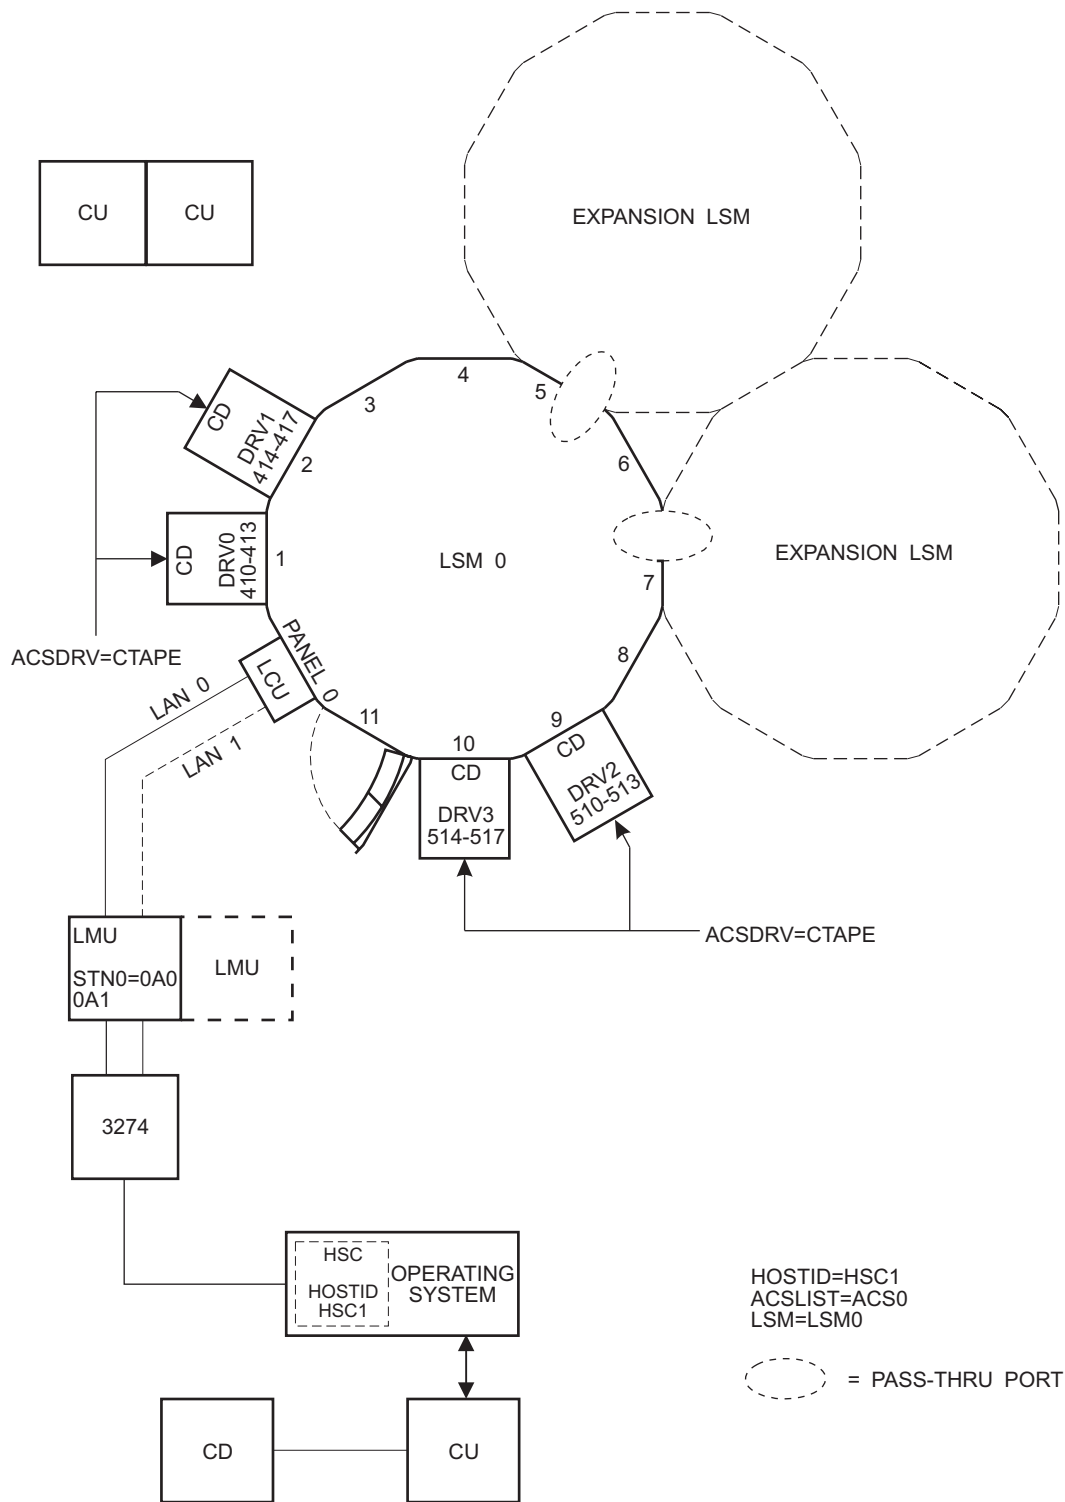 EXPANSION LSM
CU
CU
4
5
3
CD
DRV1
414-417
2
6
CD
DRV0
410-413
1
LSM 0
EXPANSION LSM
7
ACSDRV=CTAPE
PANEL 0
LCU
8
LAN 0
LAN 1
11
10
9
CD
DRV3
514-517
CD
DRV2
510-513
ACSDRV=CTAPE
LMU
STN0=0A0
0A1
LMU
3274
HSC
HOSTID
HSC1
OPERATING
SYSTEM
HOSTID=HSC1
ACSLIST=ACS0
LSM=LSM0
= PASS-THRU PORT
CD
CU